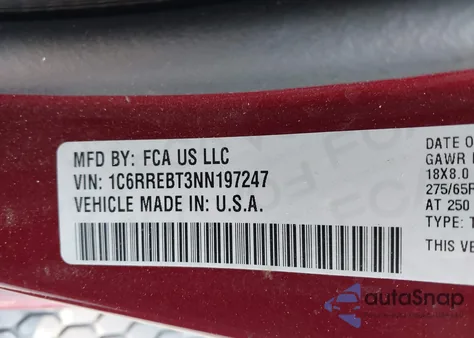 MFD BY: FCA US LLC
VIN: 1C6RREBT3NN197247
VEHICLE MADE IN: U.S.A.
DATE O
GAWR
18X8.0
275/65R
AT 250
TYPE: T
THIS VE
autoSnap